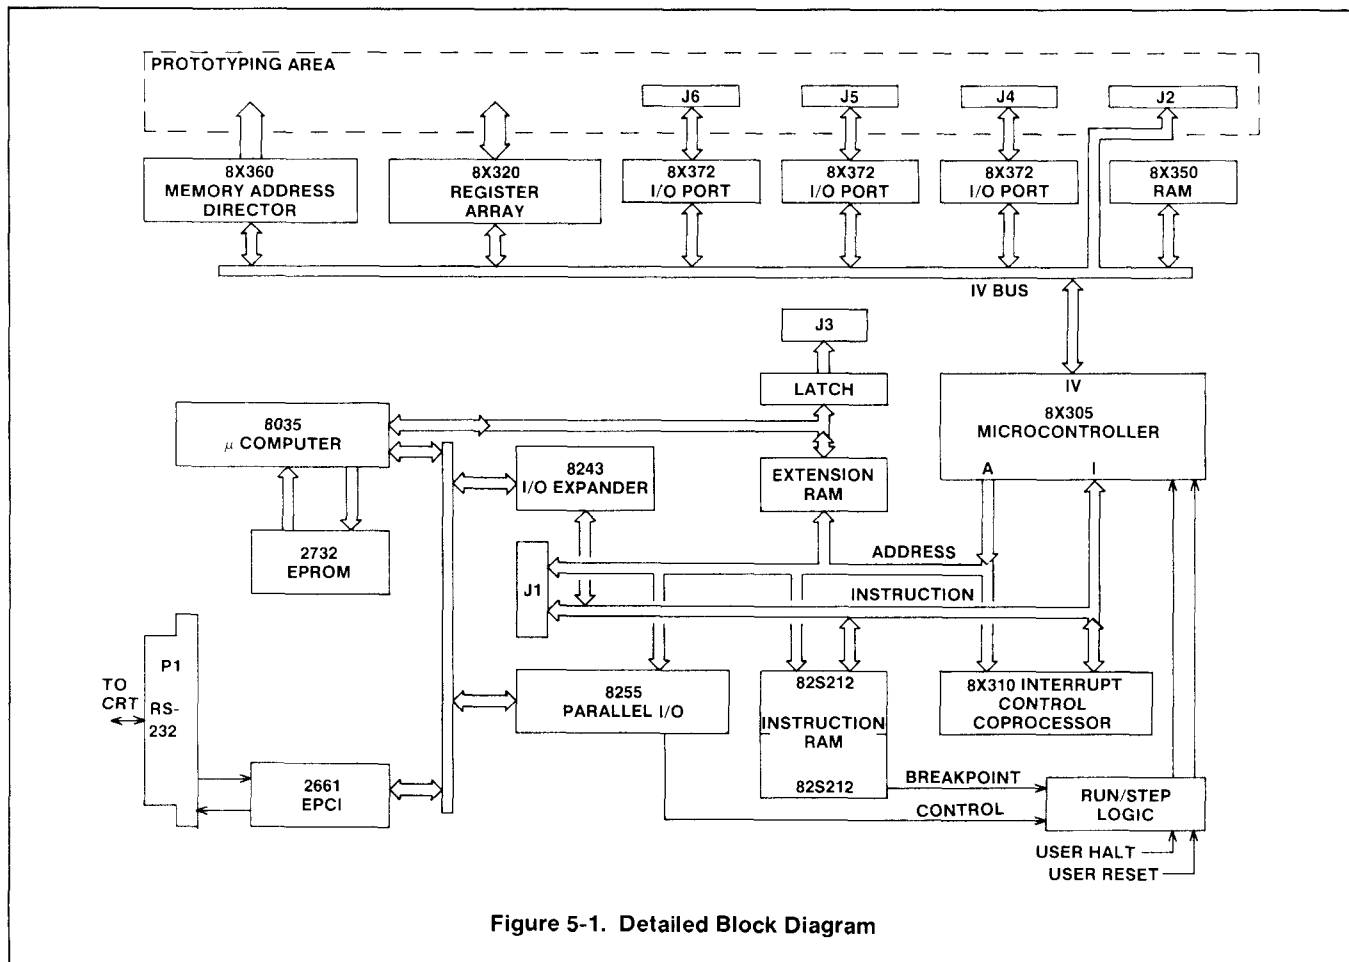 PROTOTYPING AREA
J6
J5
J4
J2
8X360
MEMORY ADDRESS
DIRECTOR
8X320
REGISTER
ARRAY
8X372
I/O PORT
8X372
I/O PORT
8X372
I/O PORT
8X350
RAM
IV BUS
J3
LATCH
IV
8X305
MICROCONTROLLER
A
I
8035
μ COMPUTER
8243
I/O EXPANDER
EXTENSION
RAM
2732
EPROM
ADDRESS
J1
INSTRUCTION
P1
TO
CRT
RS-
232
8255
PARALLEL I/O
82S212
INSTRUCTION
RAM
82S212
8X310 INTERRUPT
CONTROL
COPROCESSOR
2661
EPCI
BREAKPOINT
CONTROL
RUN/STEP
LOGIC
USER HALT
USER RESET
Figure 5-1. Detailed Block Diagram